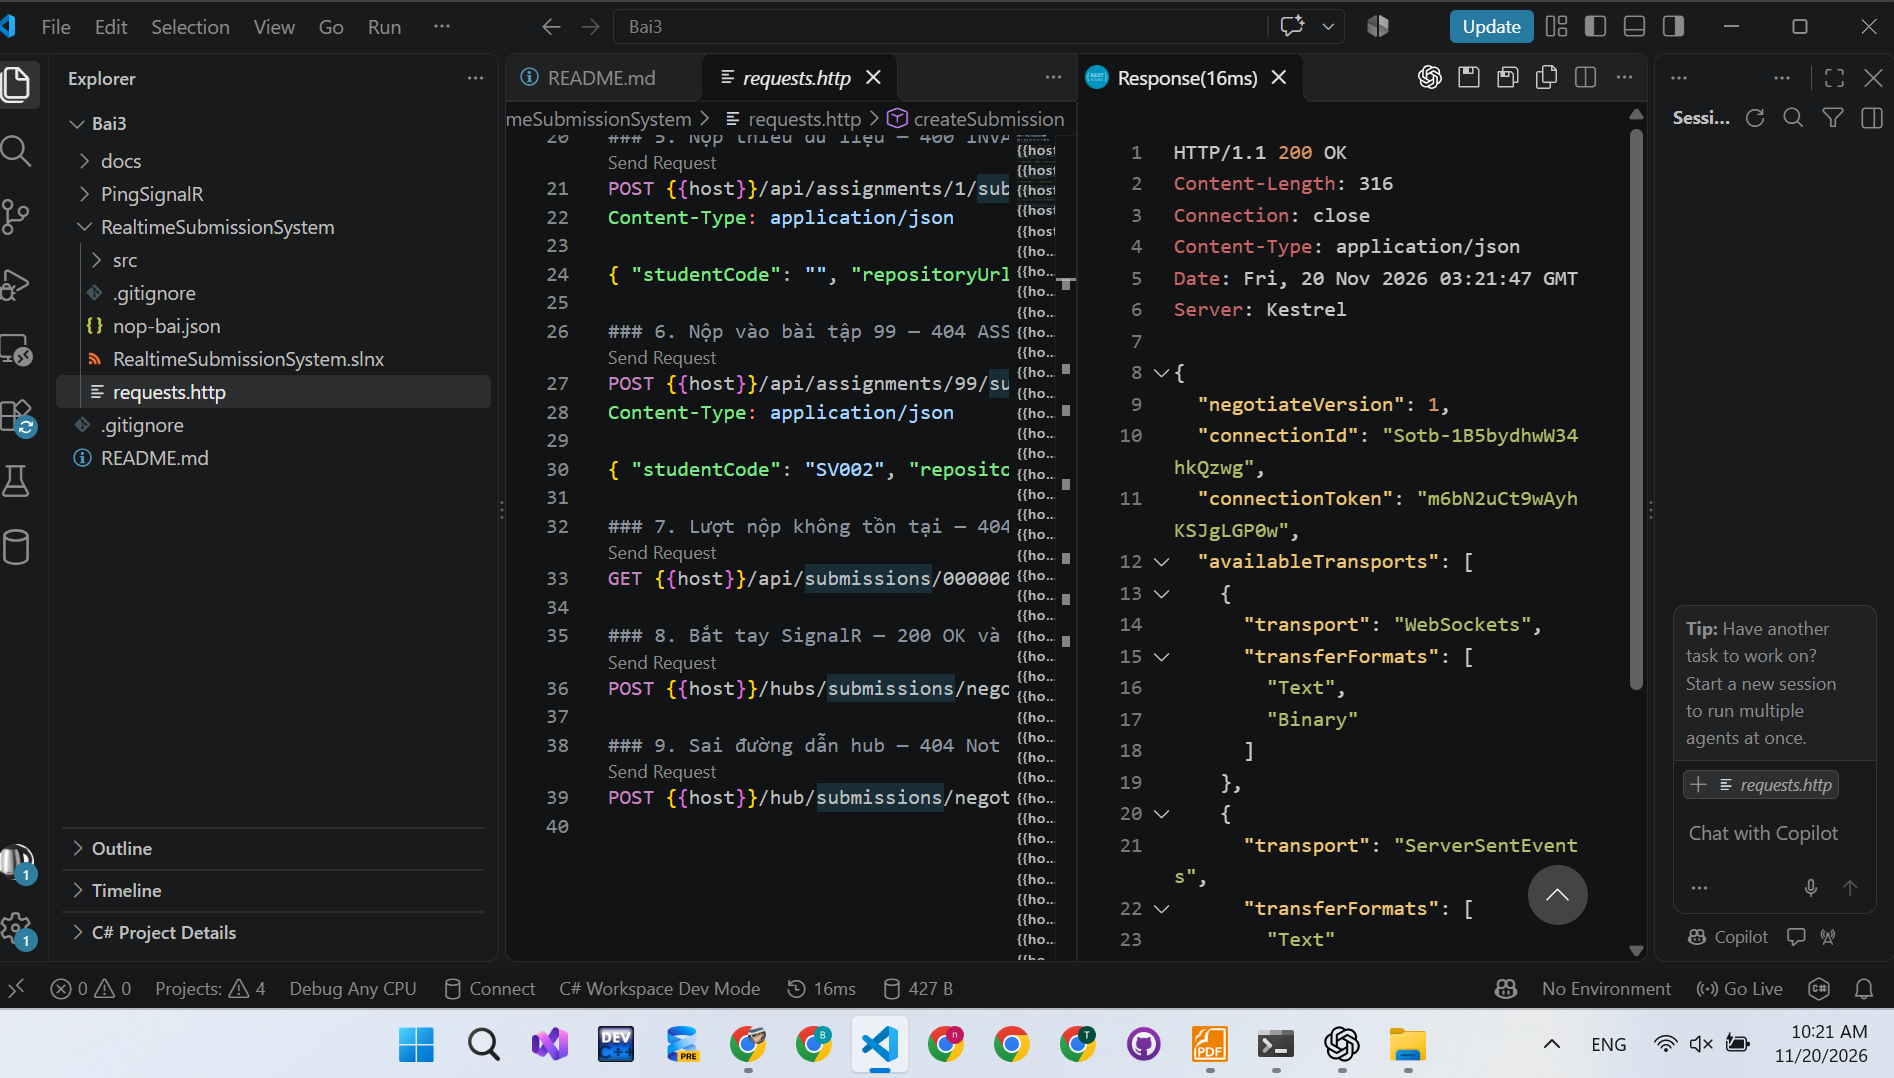 File Edit Selection View Go Run ···
Bai3
Update
Explorer
Bai3
docs
PingSignalR
RealtimeSubmissionSystem
src
.gitignore
nop-bai.json
RealtimeSubmissionSystem.slnx
requests.http
.gitignore
README.md
Outline
Timeline
C# Project Details
README.md
requests.http
meSubmissionSystem > requests.http > createSubmission
20 ### 5. Nộp thiếu dữ liệu — 400 INVA
Send Request
21 POST {{host}}/api/assignments/1/sub
22 Content-Type: application/json
23
24 { "studentCode": "", "repositoryUrl
25
26 ### 6. Nộp vào bài tập 99 — 404 ASS
Send Request
27 POST {{host}}/api/assignments/99/su
28 Content-Type: application/json
29
30 { "studentCode": "SV002", "reposito
31
32 ### 7. Lượt nộp không tồn tại — 404
Send Request
33 GET {{host}}/api/submissions/000000
34
35 ### 8. Bắt tay SignalR — 200 OK và
Send Request
36 POST {{host}}/hubs/submissions/nego
37
38 ### 9. Sai đường dẫn hub — 404 Not
Send Request
39 POST {{host}}/hub/submissions/negot
40
Response(16ms)
1 HTTP/1.1 200 OK
2 Content-Length: 316
3 Connection: close
4 Content-Type: application/json
5 Date: Fri, 20 Nov 2026 03:21:47 GMT
6 Server: Kestrel
7
8 {
9 "negotiateVersion": 1,
10 "connectionId": "Sotb-1B5bydhwW34
hkQzwg",
11 "connectionToken": "m6bN2uCt9wAyh
KSJgLGP0w",
12 "availableTransports": [
13 {
14 "transport": "WebSockets",
15 "transferFormats": [
16 "Text",
17 "Binary"
18 ]
19 },
20 {
21 "transport": "ServerSentEvent
s",
22 "transferFormats": [
23 "Text"
Sessi...
Tip: Have another
task to work on?
Start a new session
to run multiple
agents at once.
requests.http
Chat with Copilot
Copilot
0 0 Projects: 4 Debug Any CPU Connect C# Workspace Dev Mode 16ms 427 B No Environment Go Live
ENG
10:21 AM
11/20/2026